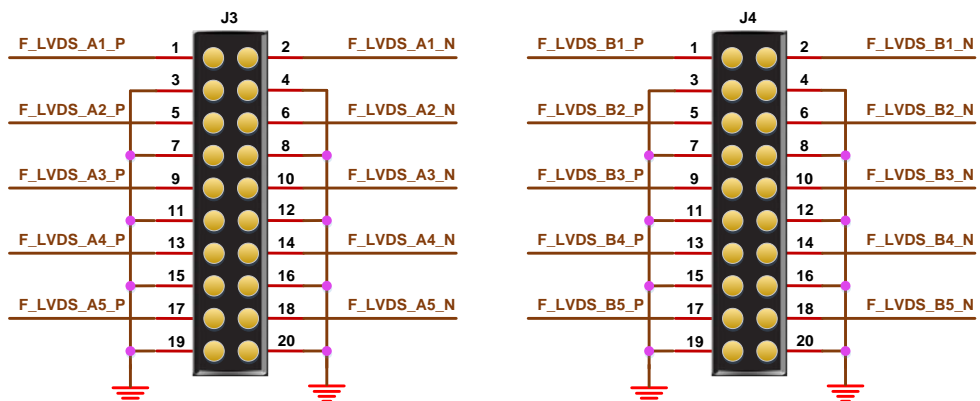 J3
F_LVDS_A1_P 1 2 F_LVDS_A1_N
3 4
F_LVDS_A2_P 5 6 F_LVDS_A2_N
7 8
F_LVDS_A3_P 9 10 F_LVDS_A3_N
11 12
F_LVDS_A4_P 13 14 F_LVDS_A4_N
15 16
F_LVDS_A5_P 17 18 F_LVDS_A5_N
19 20
J4
F_LVDS_B1_P 1 2 F_LVDS_B1_N
3 4
F_LVDS_B2_P 5 6 F_LVDS_B2_N
7 8
F_LVDS_B3_P 9 10 F_LVDS_B3_N
11 12
F_LVDS_B4_P 13 14 F_LVDS_B4_N
15 16
F_LVDS_B5_P 17 18 F_LVDS_B5_N
19 20